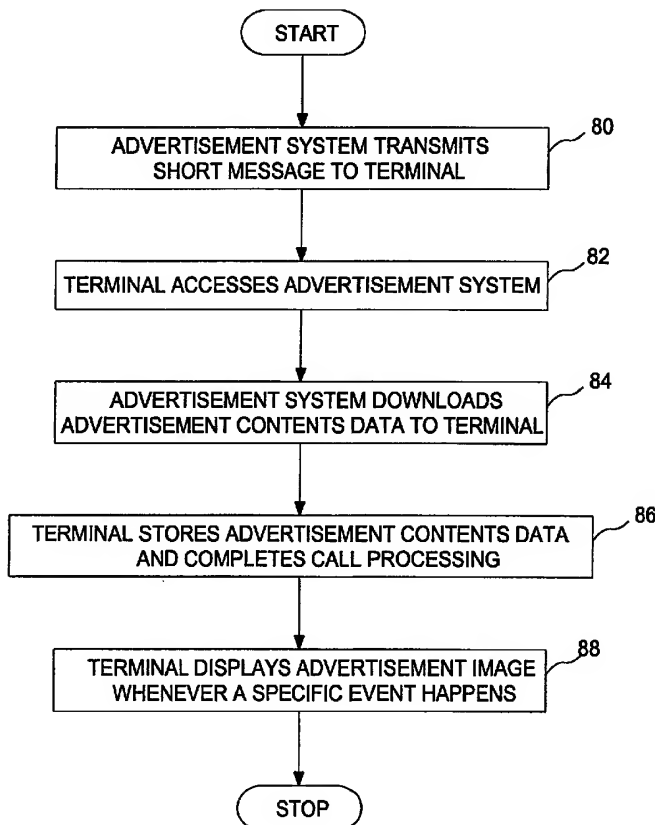 START
80
ADVERTISEMENT SYSTEM TRANSMITS
SHORT MESSAGE TO TERMINAL
82
TERMINAL ACCESSES ADVERTISEMENT SYSTEM
84
ADVERTISEMENT SYSTEM DOWNLOADS
ADVERTISEMENT CONTENTS DATA TO TERMINAL
86
TERMINAL STORES ADVERTISEMENT CONTENTS DATA
AND COMPLETES CALL PROCESSING
88
TERMINAL DISPLAYS ADVERTISEMENT IMAGE
WHENEVER A SPECIFIC EVENT HAPPENS
STOP